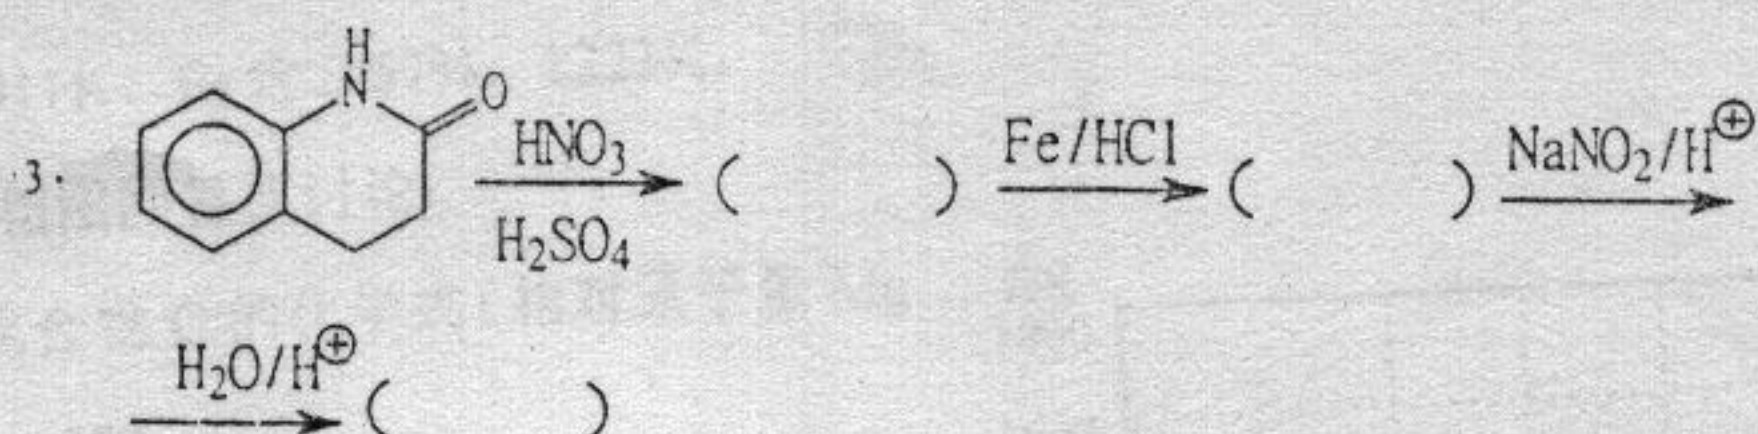 3.
H
N
O
HNO₃
H₂SO₄
( )
Fe/HCl
( )
NaNO₂/H⊕
H₂O/H⊕
( )